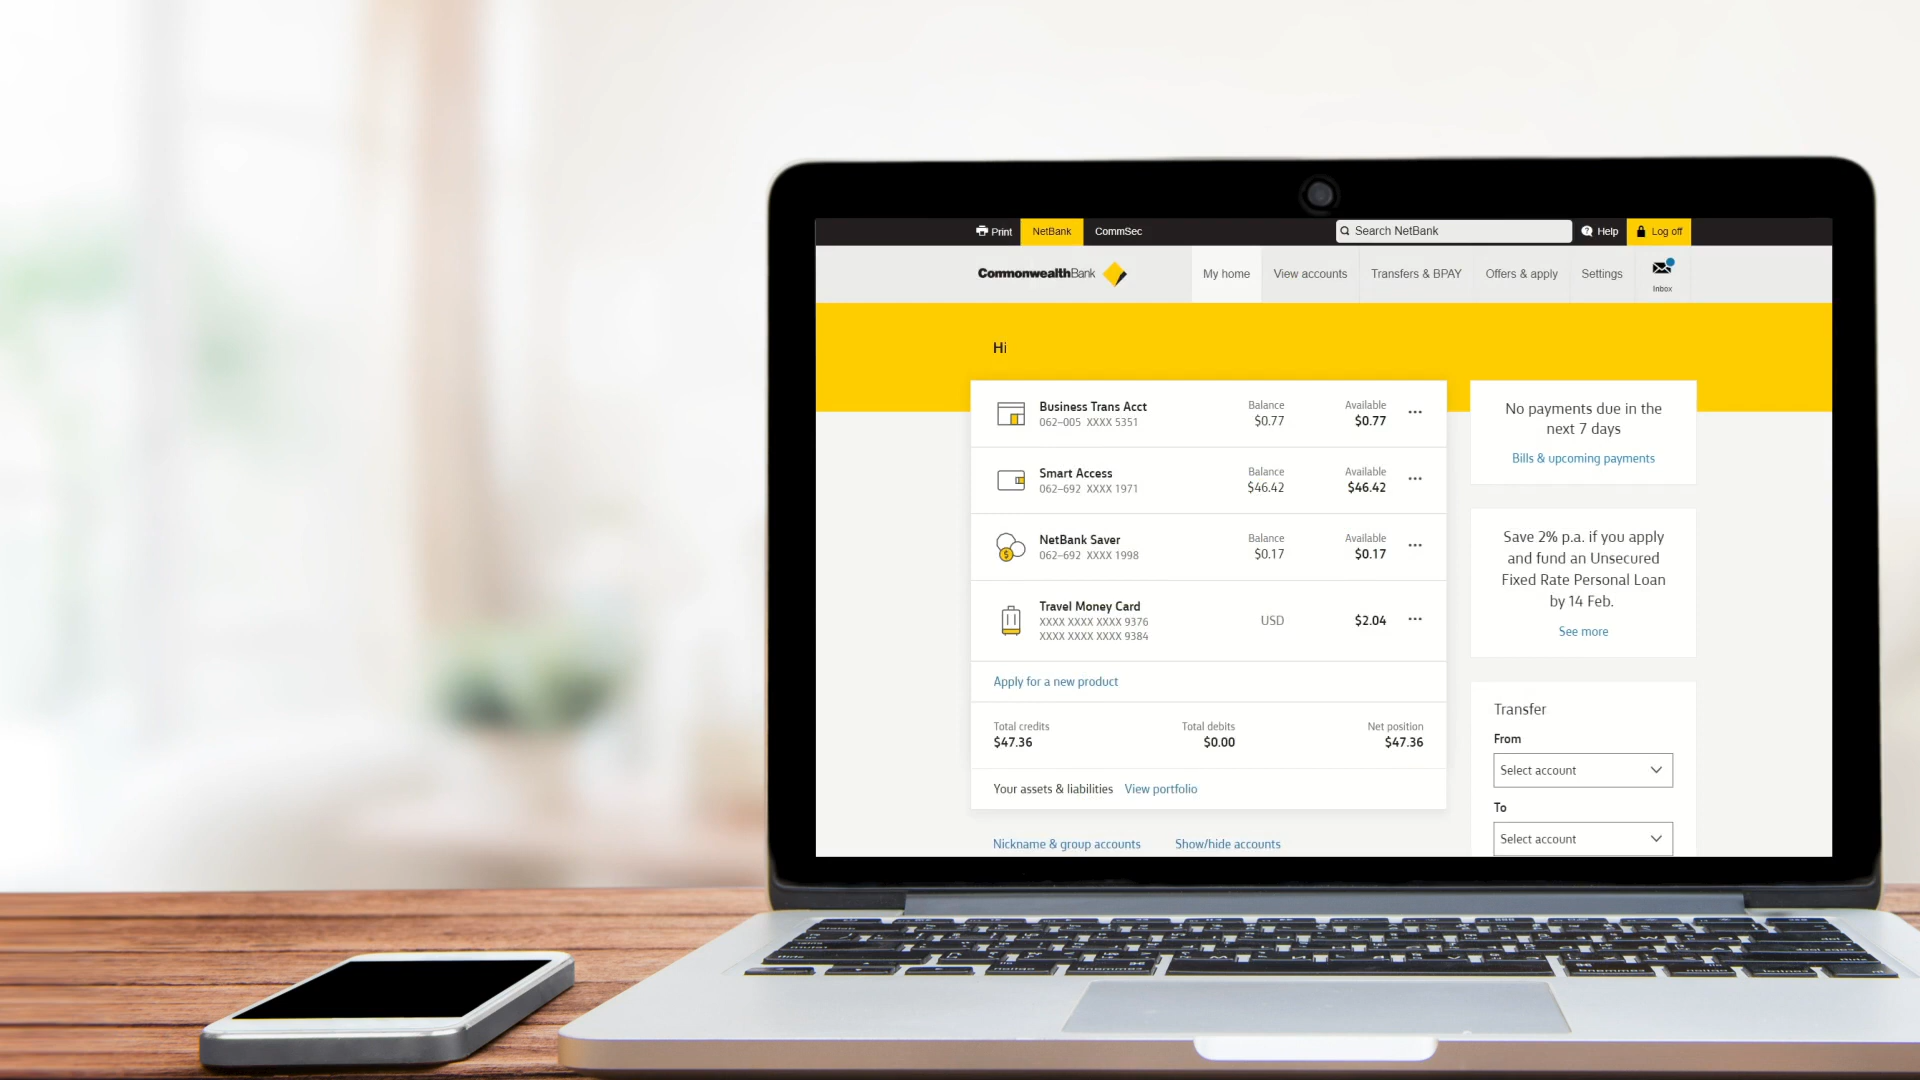 Print
NetBank
CommSec
Search NetBank
Help
Log off
CommonwealthBank
My home
View accounts
Transfers & BPAY
Offers & apply
Settings
Inbox
Hi
Business Trans Acct
062-005 XXXX 5351
Balance
$0.77
Available
$0.77
Smart Access
062-692 XXXX 1971
Balance
$46.42
Available
$46.42
NetBank Saver
062-692 XXXX 1998
Balance
$0.17
Available
$0.17
Travel Money Card
XXXX XXXX XXXX 9376
XXXX XXXX XXXX 9384
USD
$2.04
Apply for a new product
Total credits
$47.36
Total debits
$0.00
Net position
$47.36
Your assets & liabilities View portfolio
Nickname & group accounts
Show/hide accounts
No payments due in the
next 7 days
Bills & upcoming payments
Save 2% p.a. if you apply
and fund an Unsecured
Fixed Rate Personal Loan
by 14 Feb.
See more
Transfer
From
Select account
To
Select account